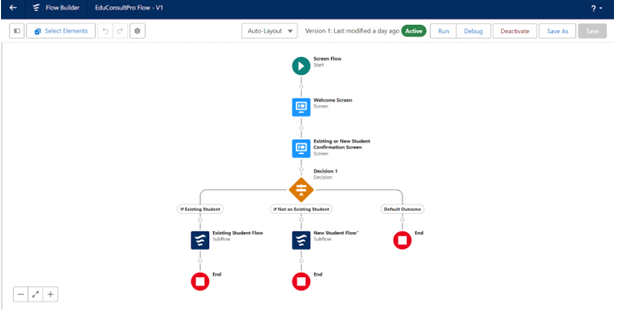 Flow Builder
EduConsultPro Flow - V1
?
Select Elements
Auto-Layout
Version 1: Last modified a day ago
Active
Run
Debug
Deactivate
Save As
Save
Screen Flow
Start
Welcome Screen
Screen
Existing or New Student
Confirmation Screen
Screen
Decision 1
Decision
If Existing Student
If Not an Existing Student
Default Outcome
Existing Student Flow
Subflow
New Student Flow"
Subflow
End
End
End